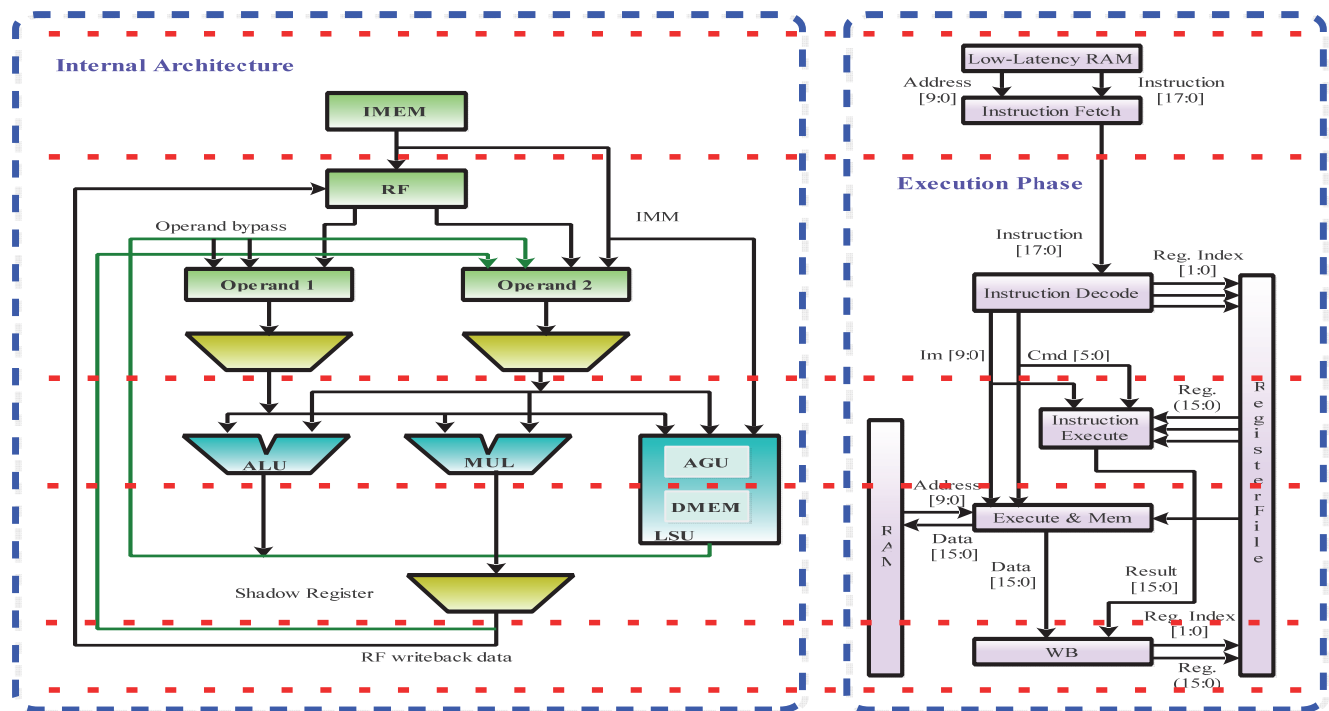 Internal Architecture
IMEM
RF
Operand bypass
IMM
Operand 1
Operand 2
ALU
MUL
AGU
DMEM
LSU
Shadow Register
RF writeback data
Low-Latency RAM
Address
[9:0]
Instruction
[17:0]
Instruction Fetch
Execution Phase
Instruction
[17:0]
Reg. Index
[1:0]
Instruction Decode
Im [9:0]
Cmd [5:0]
Reg.
(15:0)
Instruction
Execute
RegisterFile
Address
[9:0]
Execute & Mem
RAM
Data
[15:0]
Data
[15:0]
Result
[15:0]
Reg. Index
[1:0]
WB
Reg.
(15:0)